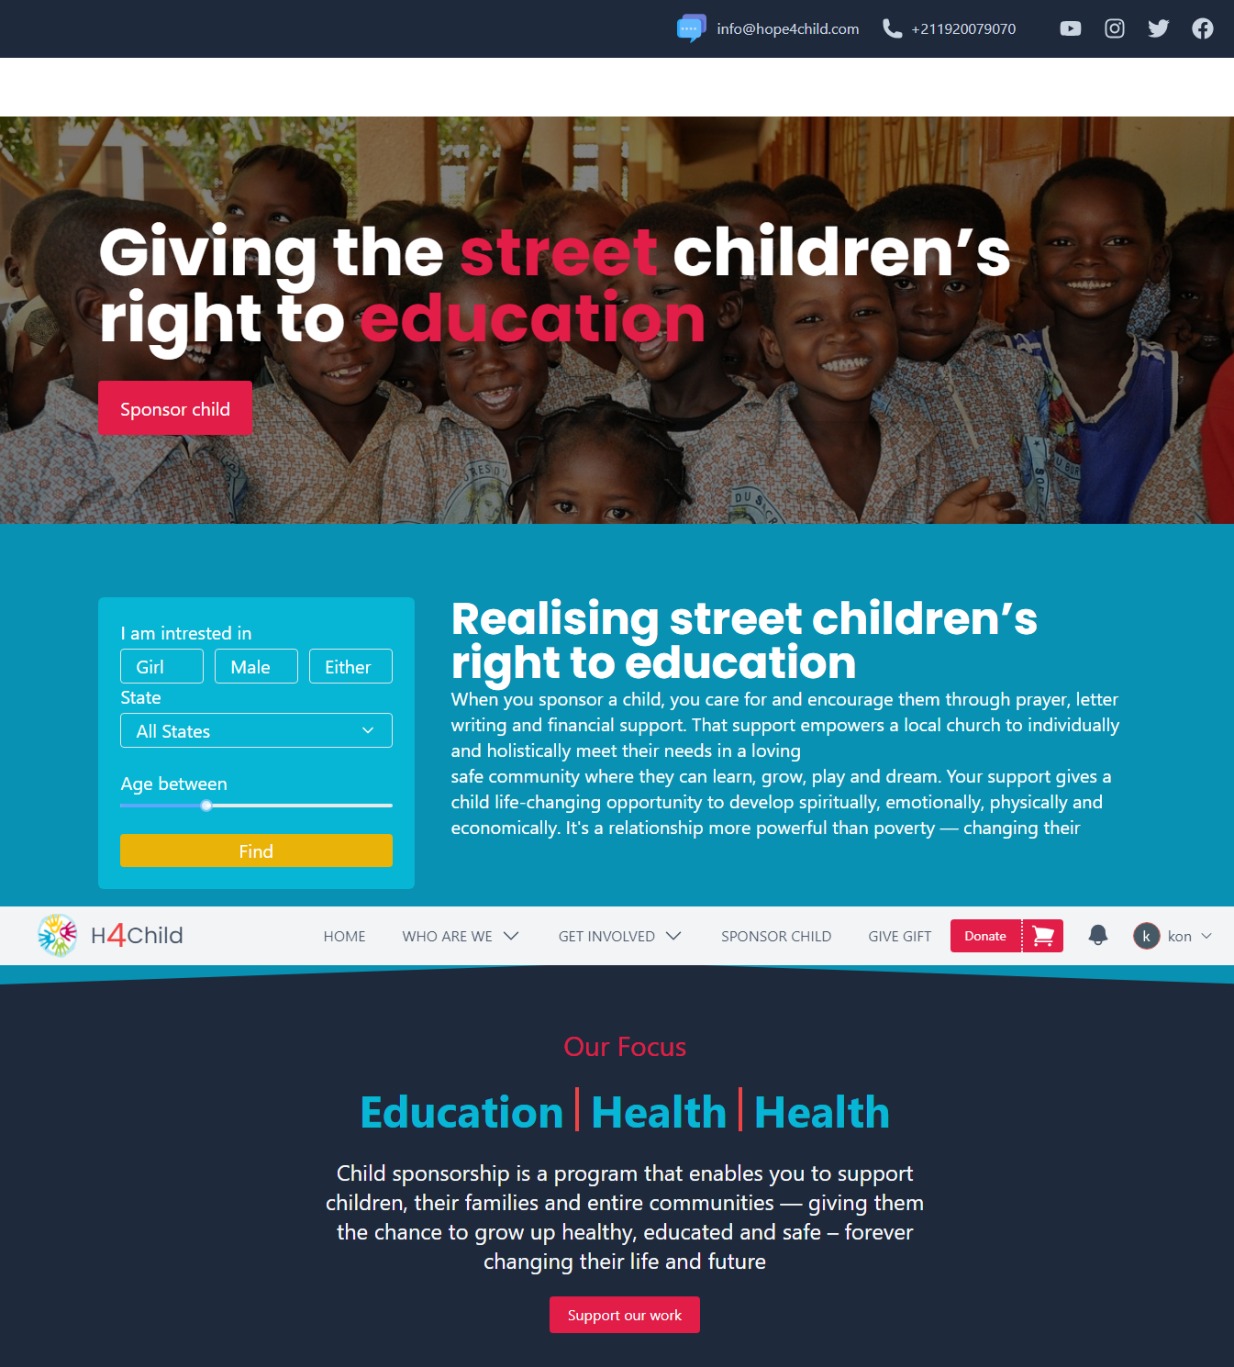 info@hope4child.com
+211920079070
Giving the street children's
right to education
Sponsor child
I am intrested in
Girl
Male
Either
State
All States
Age between
Find
Realising street children's
right to education
When you sponsor a child, you care for and encourage them through prayer, letter
writing and financial support. That support empowers a local church to individually
and holistically meet their needs in a loving
safe community where they can learn, grow, play and dream. Your support gives a
child life-changing opportunity to develop spiritually, emotionally, physically and
economically. It's a relationship more powerful than poverty — changing their
H4Child
HOME
WHO ARE WE
GET INVOLVED
SPONSOR CHILD
GIVE GIFT
Donate
k
kon
Our Focus
Education | Health | Health
Child sponsorship is a program that enables you to support
children, their families and entire communities — giving them
the chance to grow up healthy, educated and safe – forever
changing their life and future
Support our work